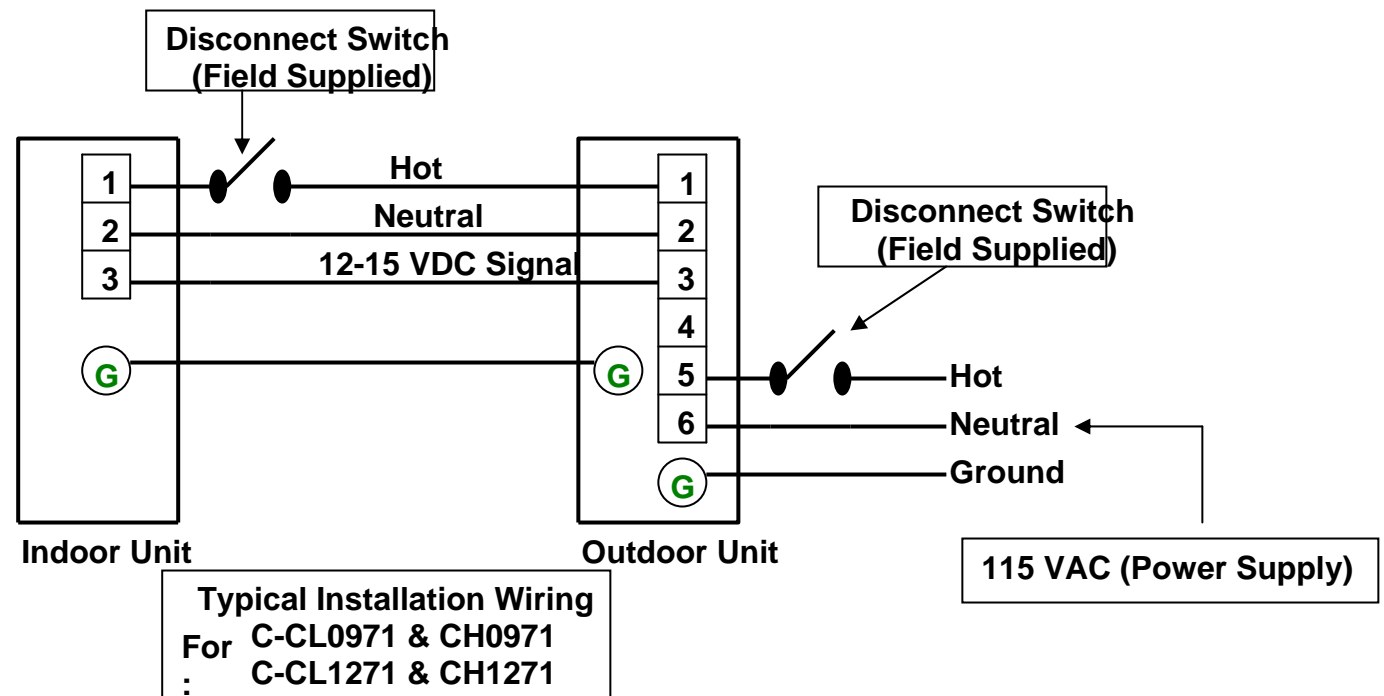 Disconnect Switch
(Field Supplied)
1
Hot
1
2
Neutral
2
3
12-15 VDC Signal
3
4
G
G
5
Hot
6
Neutral
G
Ground
Disconnect Switch
(Field Supplied)
Indoor Unit
Outdoor Unit
115 VAC (Power Supply)
Typical Installation Wiring
For C-CL0971 & CH0971
: C-CL1271 & CH1271